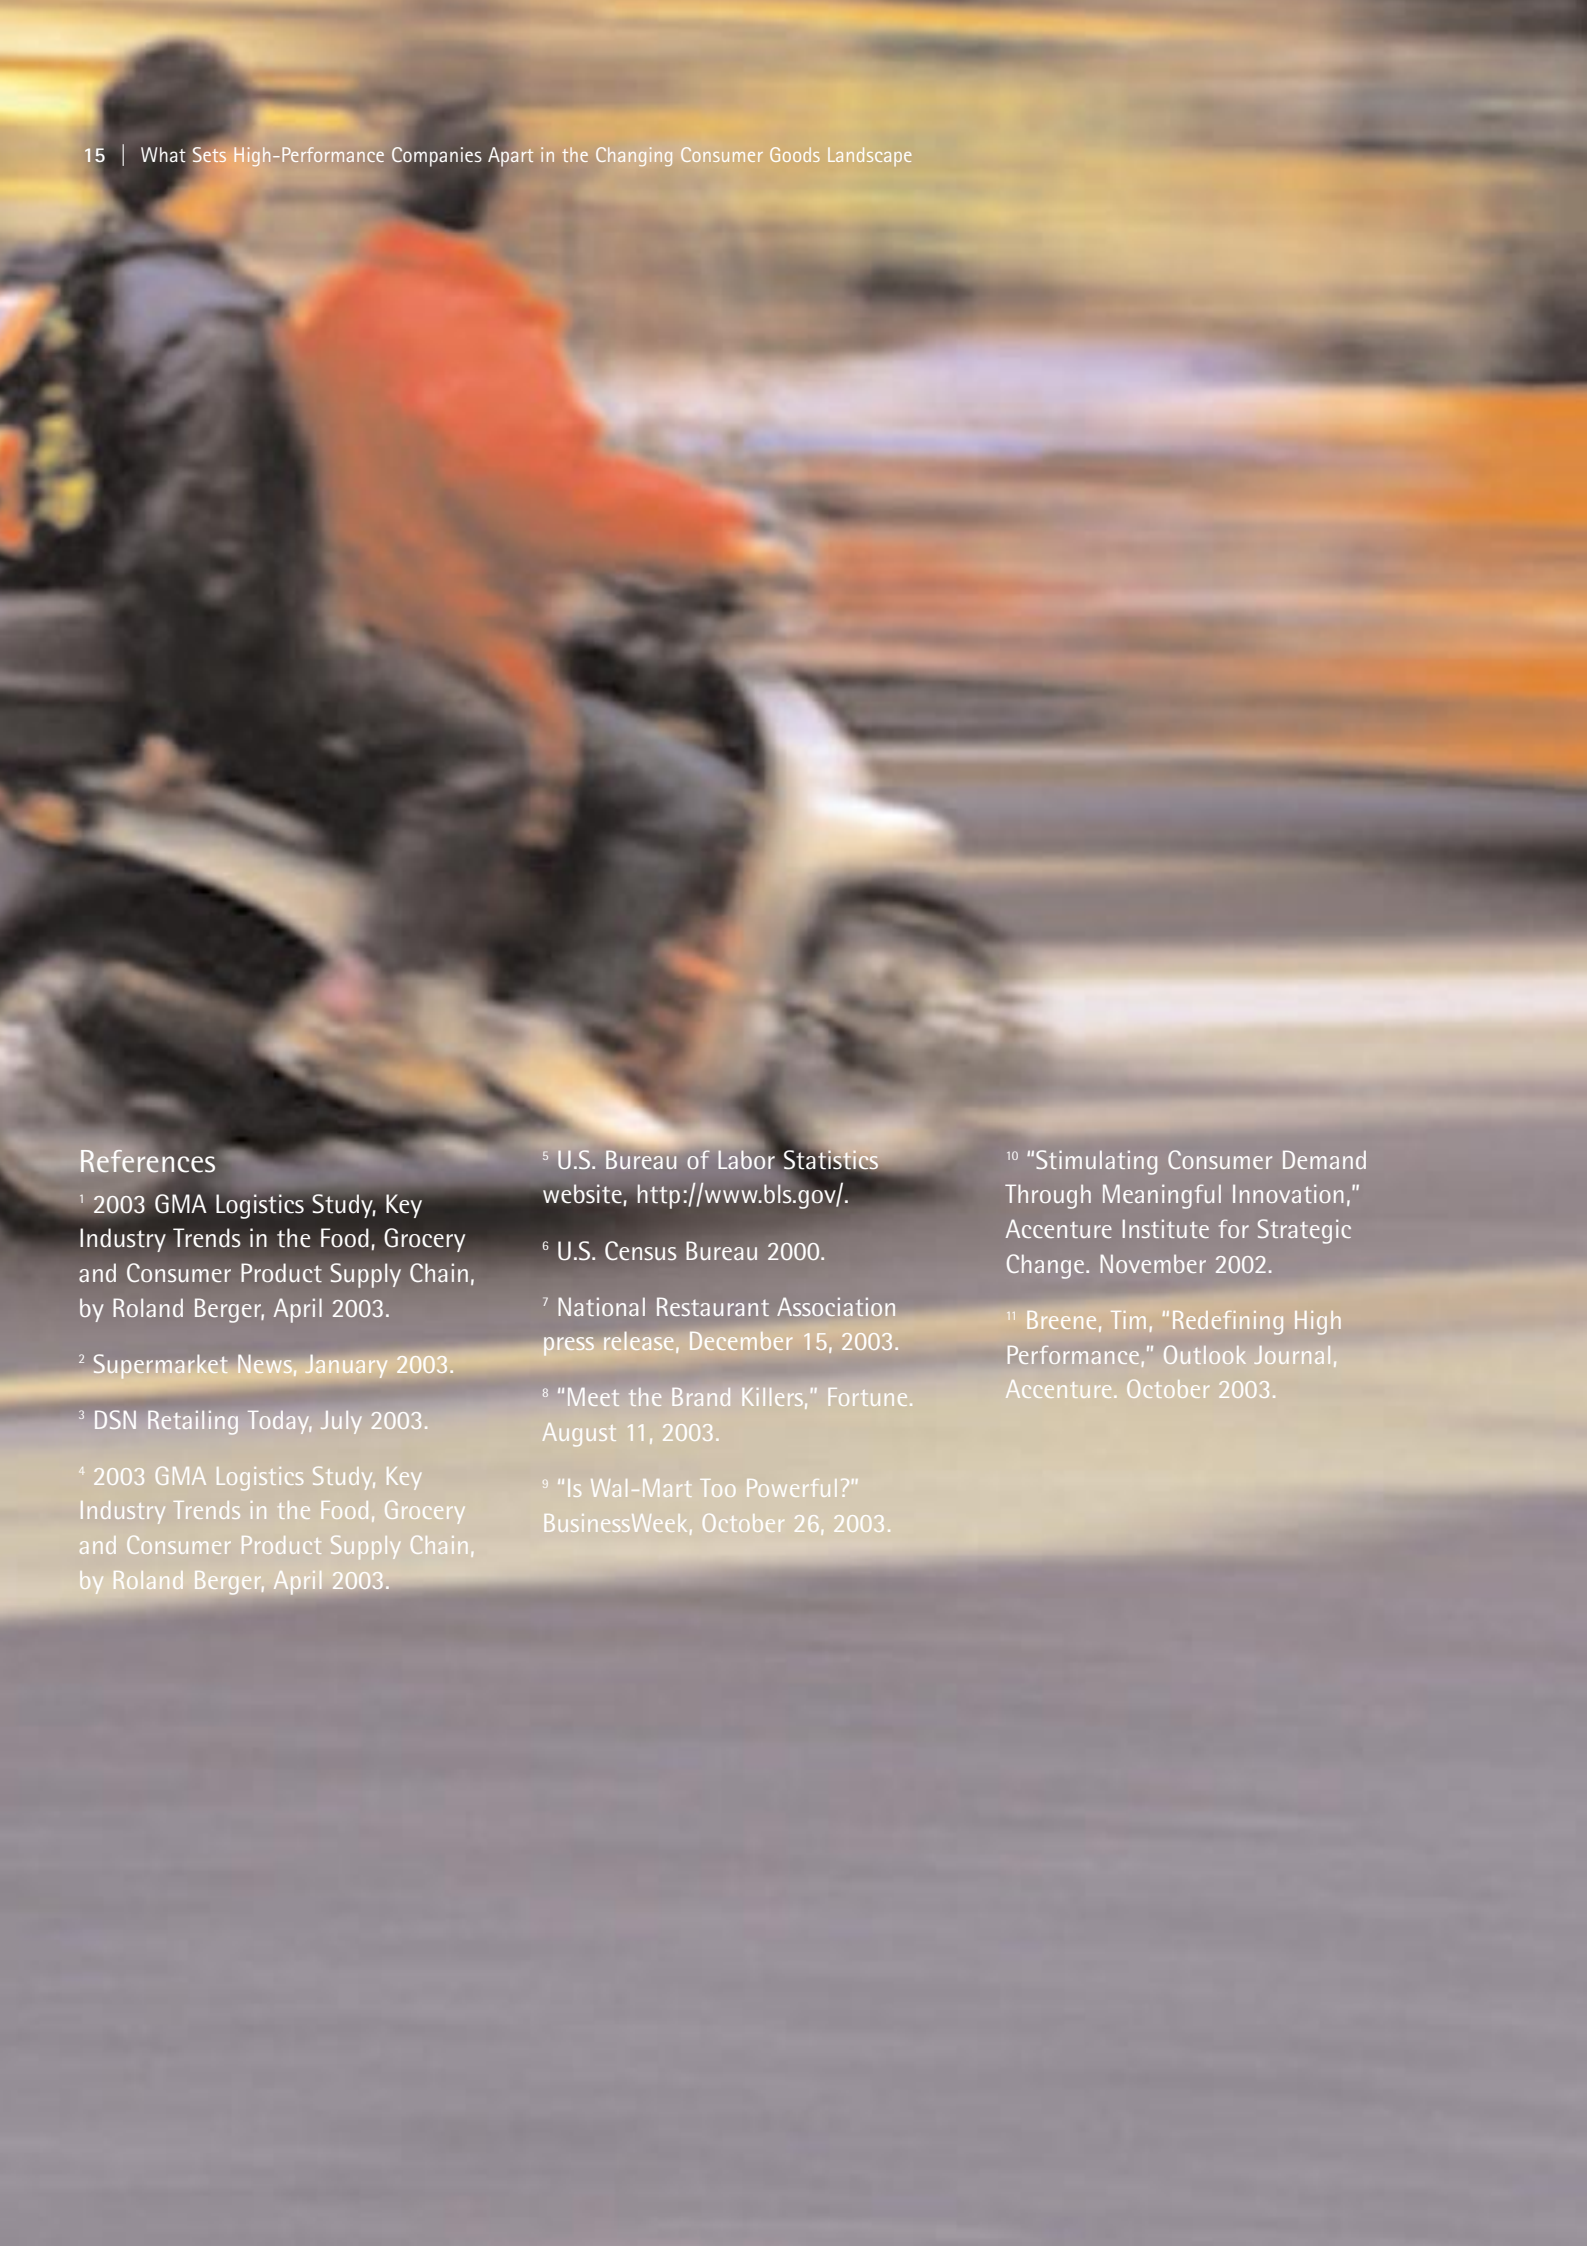 15 | What Sets High-Performance Companies Apart in the Changing Consumer Goods Landscape
References
1 2003 GMA Logistics Study, Key
Industry Trends in the Food, Grocery
and Consumer Product Supply Chain,
by Roland Berger, April 2003.
2 Supermarket News, January 2003.
3 DSN Retailing Today, July 2003.
4 2003 GMA Logistics Study, Key
Industry Trends in the Food, Grocery
and Consumer Product Supply Chain,
by Roland Berger, April 2003.
5 U.S. Bureau of Labor Statistics
website, http://www.bls.gov/.
6 U.S. Census Bureau 2000.
7 National Restaurant Association
press release, December 15, 2003.
8 “Meet the Brand Killers,” Fortune.
August 11, 2003.
9 “Is Wal-Mart Too Powerful?”
BusinessWeek, October 26, 2003.
10 “Stimulating Consumer Demand
Through Meaningful Innovation,”
Accenture Institute for Strategic
Change. November 2002.
11 Breene, Tim, “Redefining High
Performance,” Outlook Journal,
Accenture. October 2003.